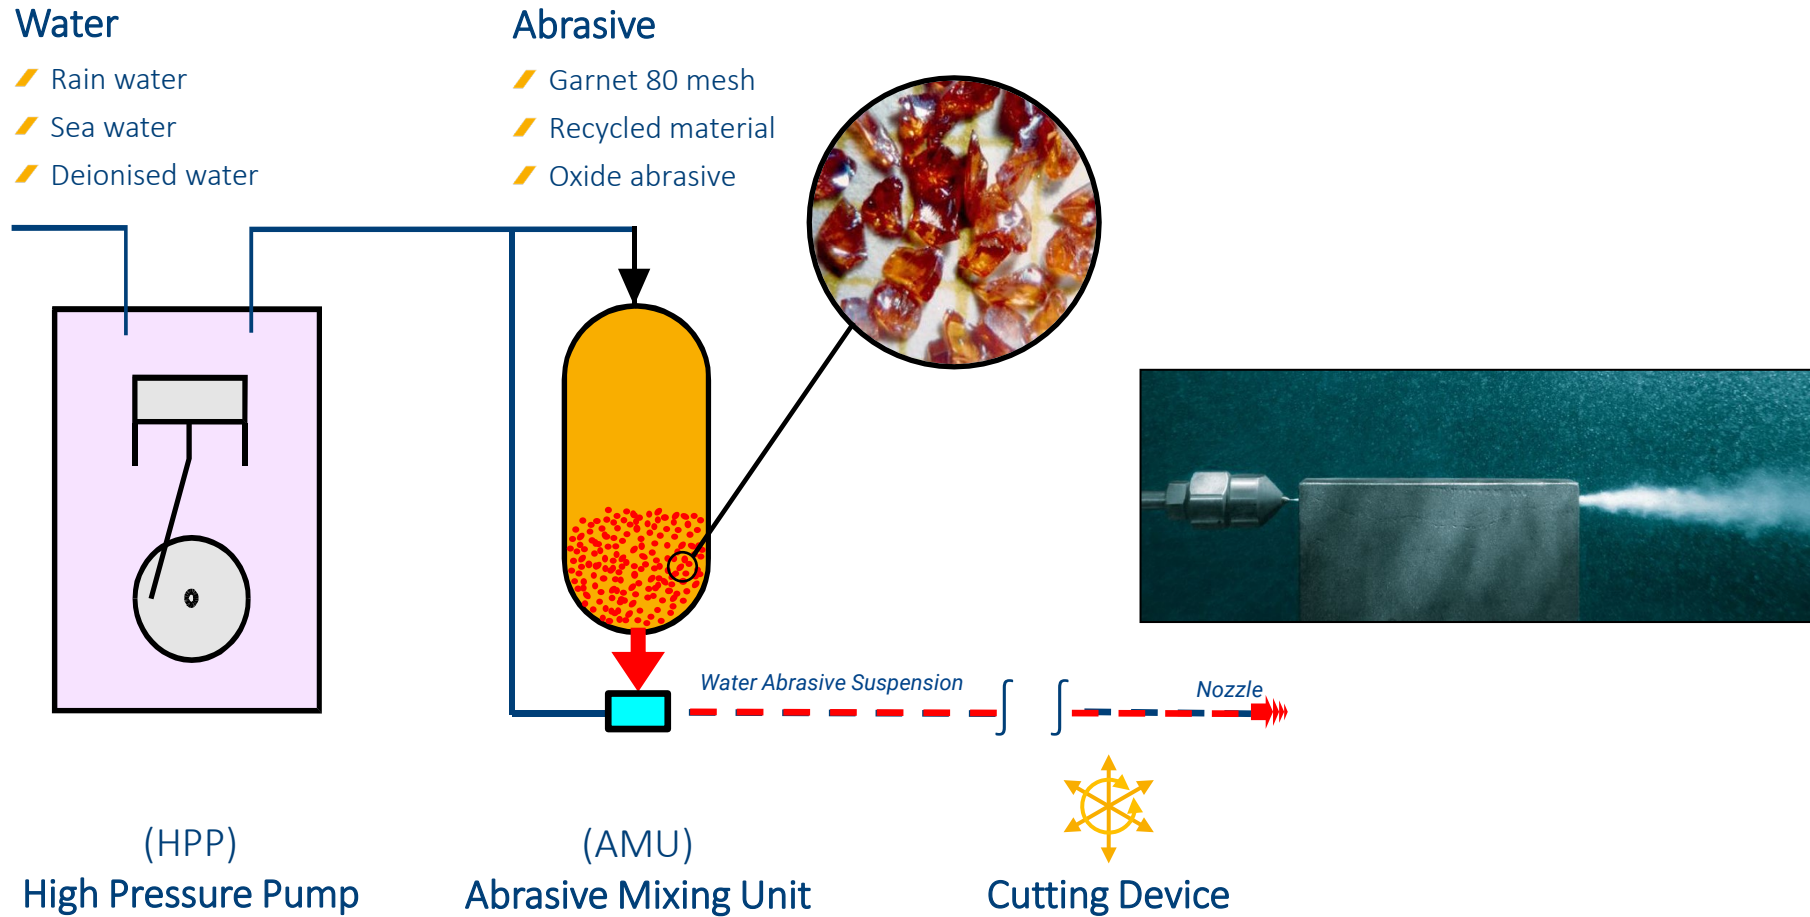 Water
Rain water
Sea water
Deionised water
Abrasive
Garnet 80 mesh
Recycled material
Oxide abrasive
Water Abrasive Suspension
Nozzle
(HPP)
High Pressure Pump
(AMU)
Abrasive Mixing Unit
Cutting Device